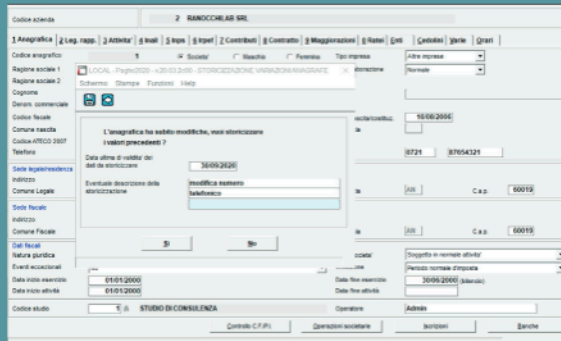 Codice azienda 2 RANOCCHILAB SRL
1 Anagrafica 2 Leg. rapp. 3 Attivita' 4 Inail 5 Inps 6 Irpef 7 Contributi 8 Contratto 9 Maggiorazioni 0 Ratei Enti Cedolini Varie Orari
Codice anagrafico 1 Societa' Maschio Femmina Tipo impresa Altre imprese
Ragione sociale 1 Normale
Ragione sociale 2
Cognome
Denom. commerciale
Codice fiscale 10/08/2006
Comune nascita
Codice ATECO 2007
Telefono 0721 87654321
LOCAL - Paghe/2020 - STORICIZZAZIONE VARIAZIONI ANAGRAFE
Schermo Stampe Funzioni Help
L'anagrafica ha subito modifiche, vuoi storicizzare
i valori precedenti ?
Data ultima di validita' dei
dati da storicizzare 30/09/2020
Eventuale descrizione della
storicizzazione
modifica numero
telefonico
Si No
Sede legale/residenza
Indirizzo
Comune Legale AN C.a.p. 60019
Sede fiscale
Indirizzo
Comune Fiscale AN C.a.p. 60019
Dati fiscali
Natura giuridica Soggetto in normale attivita'
Eventi eccezionali Periodo normale d'imposta
Data inizio esercizio 01/01/2000 Data fine esercizio 30/06/2000 (bilancio)
Data inizio attività 01/01/2000 Data fine attività
Codice studio 1 STUDIO DI CONSULENZA Operatore Admin
Controllo C.F/P.I. Operazioni societarie Iscrizioni Banche